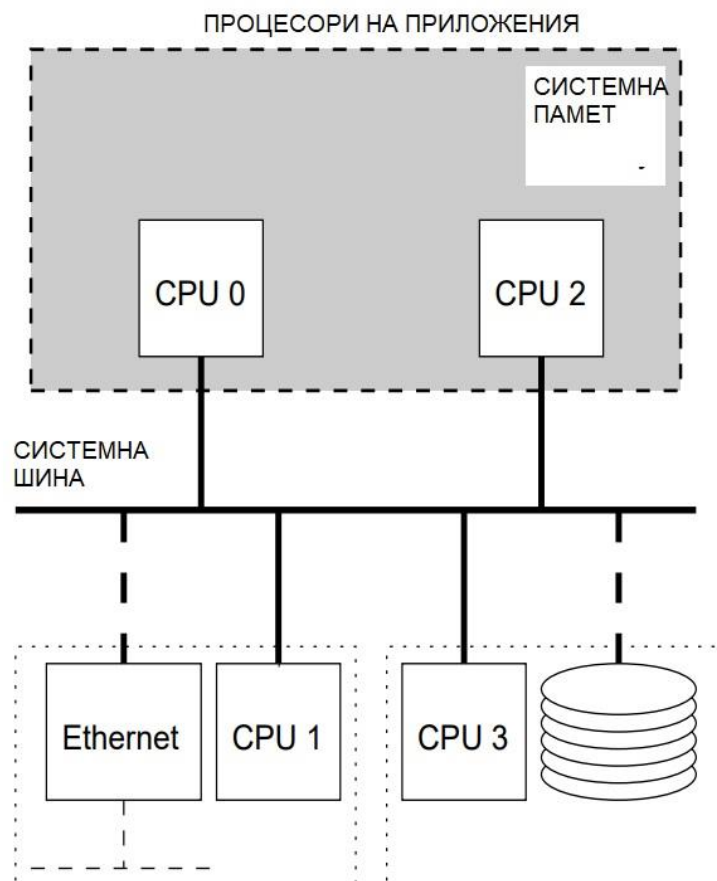 ПРОЦЕСОРИ НА ПРИЛОЖЕНИЯ
СИСТЕМНА
ПАМЕТ
CPU 0
CPU 2
СИСТЕМНА
ШИНА
Ethernet
CPU 1
CPU 3